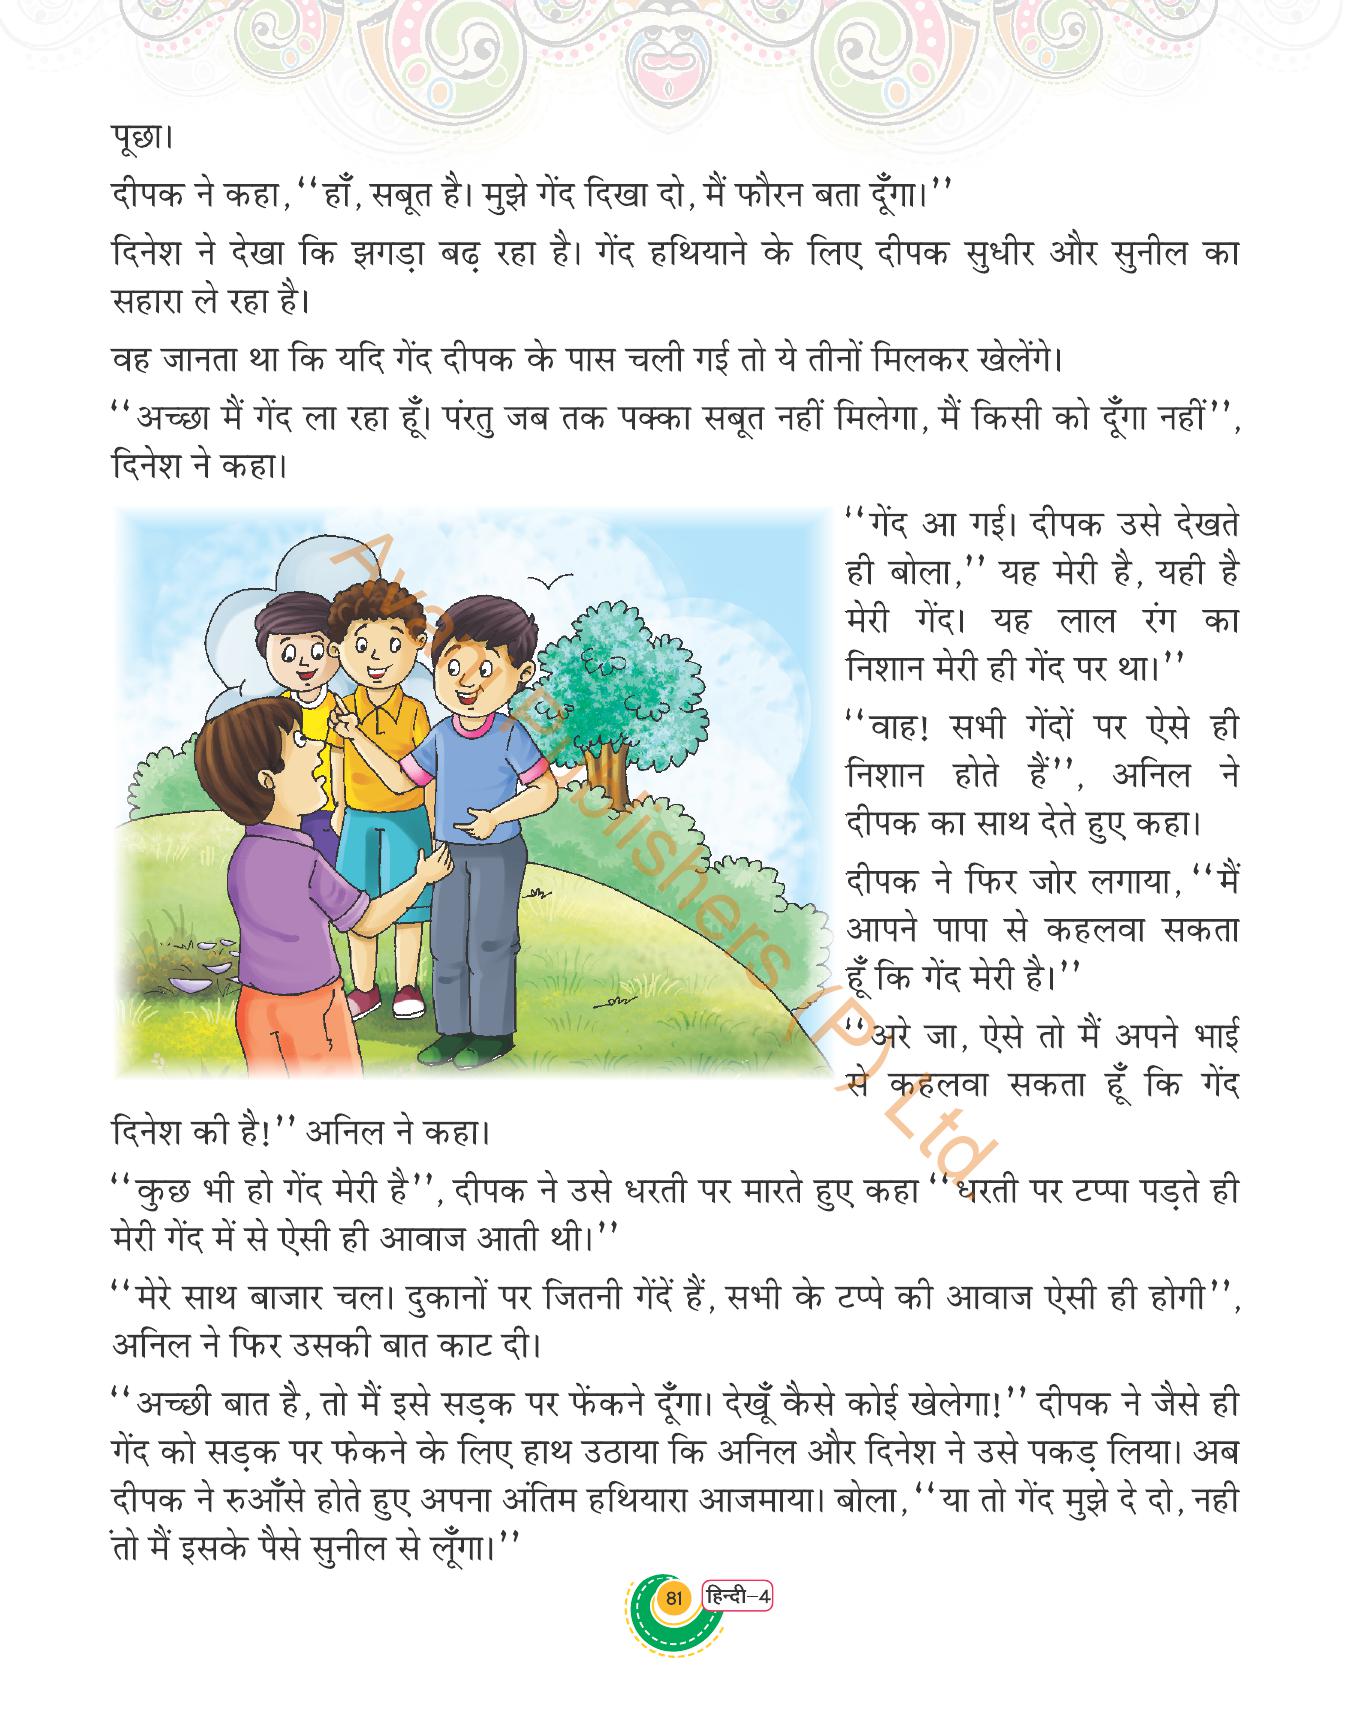 पूछा।
दीपक ने कहा, ‘‘हाँ, सबूत है। मुझे गेंद दिखा दो, मैं फौरन बता दूँगा।’’
दिनेश ने देखा कि झगड़ा बढ़ रहा है। गेंद हथियाने के लिए दीपक सुधीर और सुनील का
सहारा ले रहा है।
वह जानता था कि यदि गेंद दीपक के पास चली गई तो ये तीनों मिलकर खेलेंगे।
‘‘अच्छा मैं गेंद ला रहा हूँ। पंरतु जब तक पक्का सबूत नहीं मिलेगा, मैं किसी को दूँगा नहीं’’,
दिनेश ने कहा।
‘‘गेंद आ गई। दीपक उसे देखते
ही बोला,’’ यह मेरी है, यही है
मेरी गेंद। यह लाल रंग का
निशान मेरी ही गेंद पर था।’’
‘‘वाह! सभी गेंदों पर ऐसे ही
निशान होते हैं’’, अनिल ने
दीपक का साथ देते हुए कहा।
दीपक ने फिर जोर लगाया, ‘‘मैं
आपने पापा से कहलवा सकता
हूँ कि गेंद मेरी है।’’
‘‘अरे जा, ऐसे तो मैं अपने भाई
से कहलवा सकता हूँ कि गेंद
दिनेश की है!’’ अनिल ने कहा।
‘‘कुछ भी हो गेंद मेरी है’’, दीपक ने उसे धरती पर मारते हुए कहा ‘‘धरती पर टप्पा पड़ते ही
मेरी गेंद में से ऐसी ही आवाज आती थी।’’
‘‘मेरे साथ बाजार चल। दुकानों पर जितनी गेंदें हैं, सभी के टप्पे की आवाज ऐसी ही होगी’’,
अनिल ने फिर उसकी बात काट दी।
‘‘अच्छी बात है, तो मैं इसे सड़क पर फेंकने दूँगा। देखूँ कैसे कोई खेलेगा!’’ दीपक ने जैसे ही
गेंद को सड़क पर फेकने के लिए हाथ उठाया कि अनिल और दिनेश ने उसे पकड़ लिया। अब
दीपक ने रुआँसे होते हुए अपना अंतिम हथियारा आजमाया। बोला, ‘‘या तो गेंद मुझे दे दो, नही
ंतो मैं इसके पैसे सुनील से लूँगा।’’
81 हिन्दी–4
Publishers (P) Ltd.